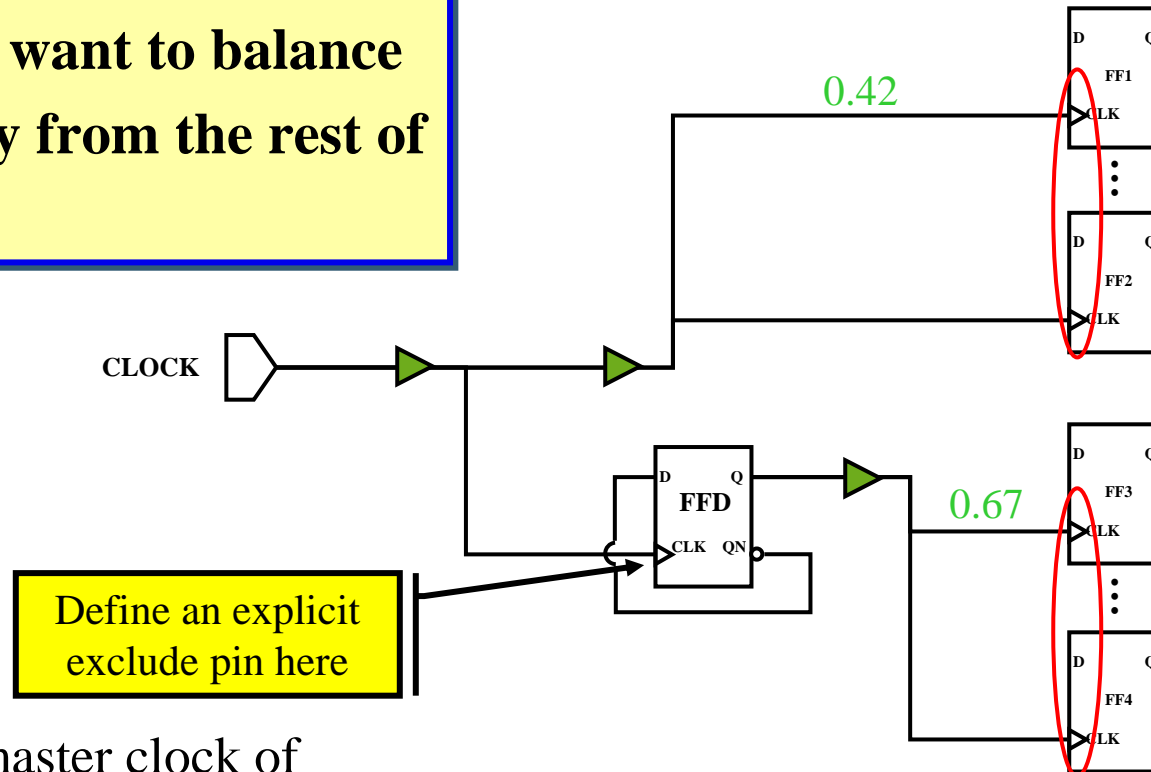 want to balance
from the rest of
0.42
D
FF1
CLK
D
FF2
CLK
CLOCK
D Q
FFD
CLK QN
0.67
D
FF3
CLK
D
FF4
CLK
Define an explicit
exclude pin here
clock of